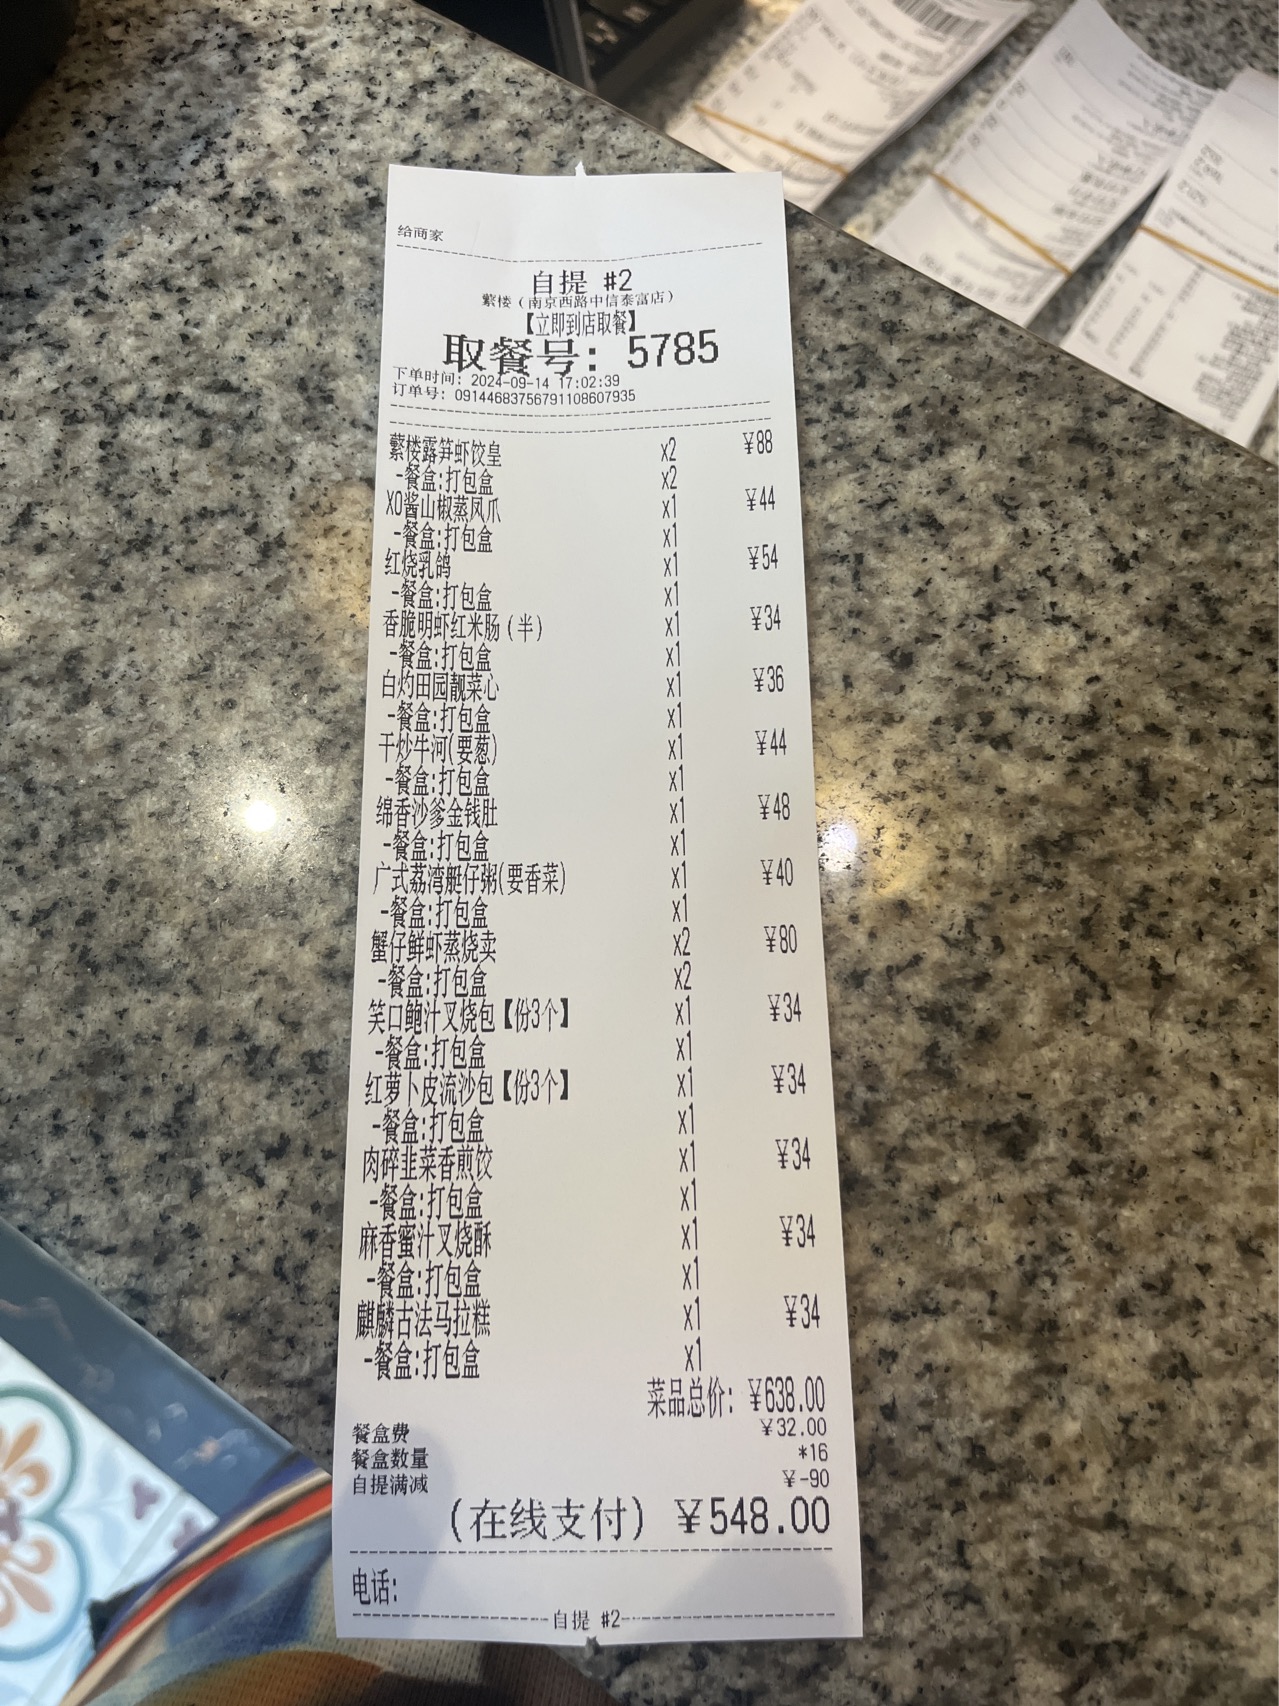 给商家
自提 #2
蘩楼(南京西路中信泰富店)
【立即到店取餐】
取餐号: 5785
下单时间: 2024-09-14 17:02:39
订单号: 09144683756791108607935
蘩楼露笋虾饺皇 x2 ¥88
-餐盒:打包盒 x2
XO酱山椒蒸凤爪 x1 ¥44
-餐盒:打包盒 x1
红烧乳鸽 x1 ¥54
-餐盒:打包盒 x1
香脆明虾红米肠(半) x1 ¥34
-餐盒:打包盒 x1
白灼田园靓菜心 x1 ¥36
-餐盒:打包盒 x1
干炒牛河(要葱) x1 ¥44
-餐盒:打包盒 x1
绵香沙爹金钱肚 x1 ¥48
-餐盒:打包盒 x1
广式荔湾艇仔粥(要香菜) x1 ¥40
-餐盒:打包盒 x1
蟹仔鲜虾蒸烧卖 x2 ¥80
-餐盒:打包盒 x2
笑口鲍汁叉烧包【份3个】 x1 ¥34
-餐盒:打包盒 x1
红萝卜皮流沙包【份3个】 x1 ¥34
-餐盒:打包盒 x1
肉碎韭菜香煎饺 x1 ¥34
-餐盒:打包盒 x1
麻香蜜汁叉烧酥 x1 ¥34
-餐盒:打包盒 x1
麒麟古法马拉糕 x1 ¥34
-餐盒:打包盒 x1
菜品总价: ¥638.00
餐盒费 ¥32.00
餐盒数量 *16
自提满减 ¥-90
(在线支付) ¥548.00
电话:
自提 #2